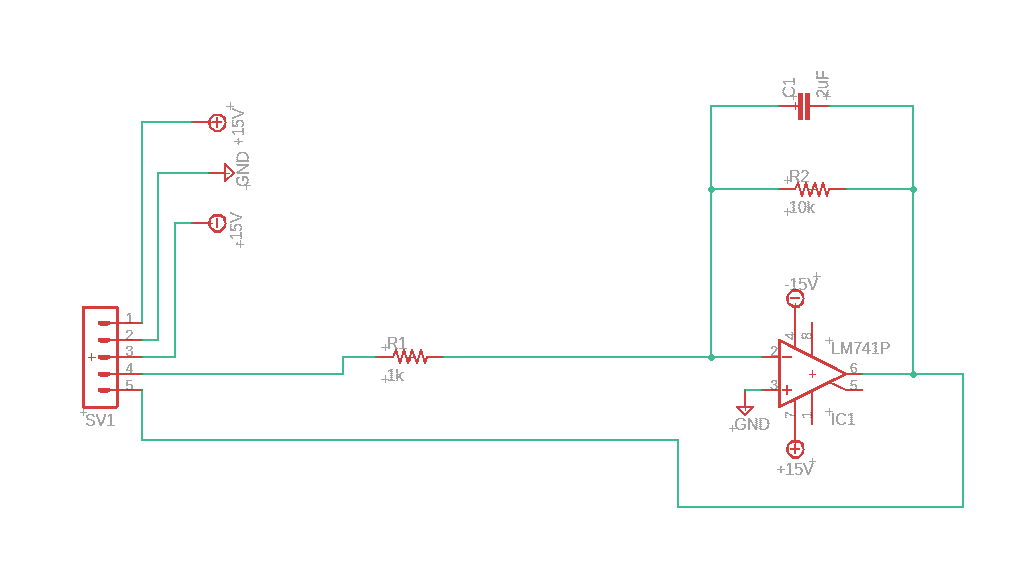 C1
2uF
+15V
GND
-15V
R2
10k
-15V
1
2
3
4
5
SV1
R1
1k
4
8
LM741P
2
6
3
5
7
1
IC1
GND
+15V